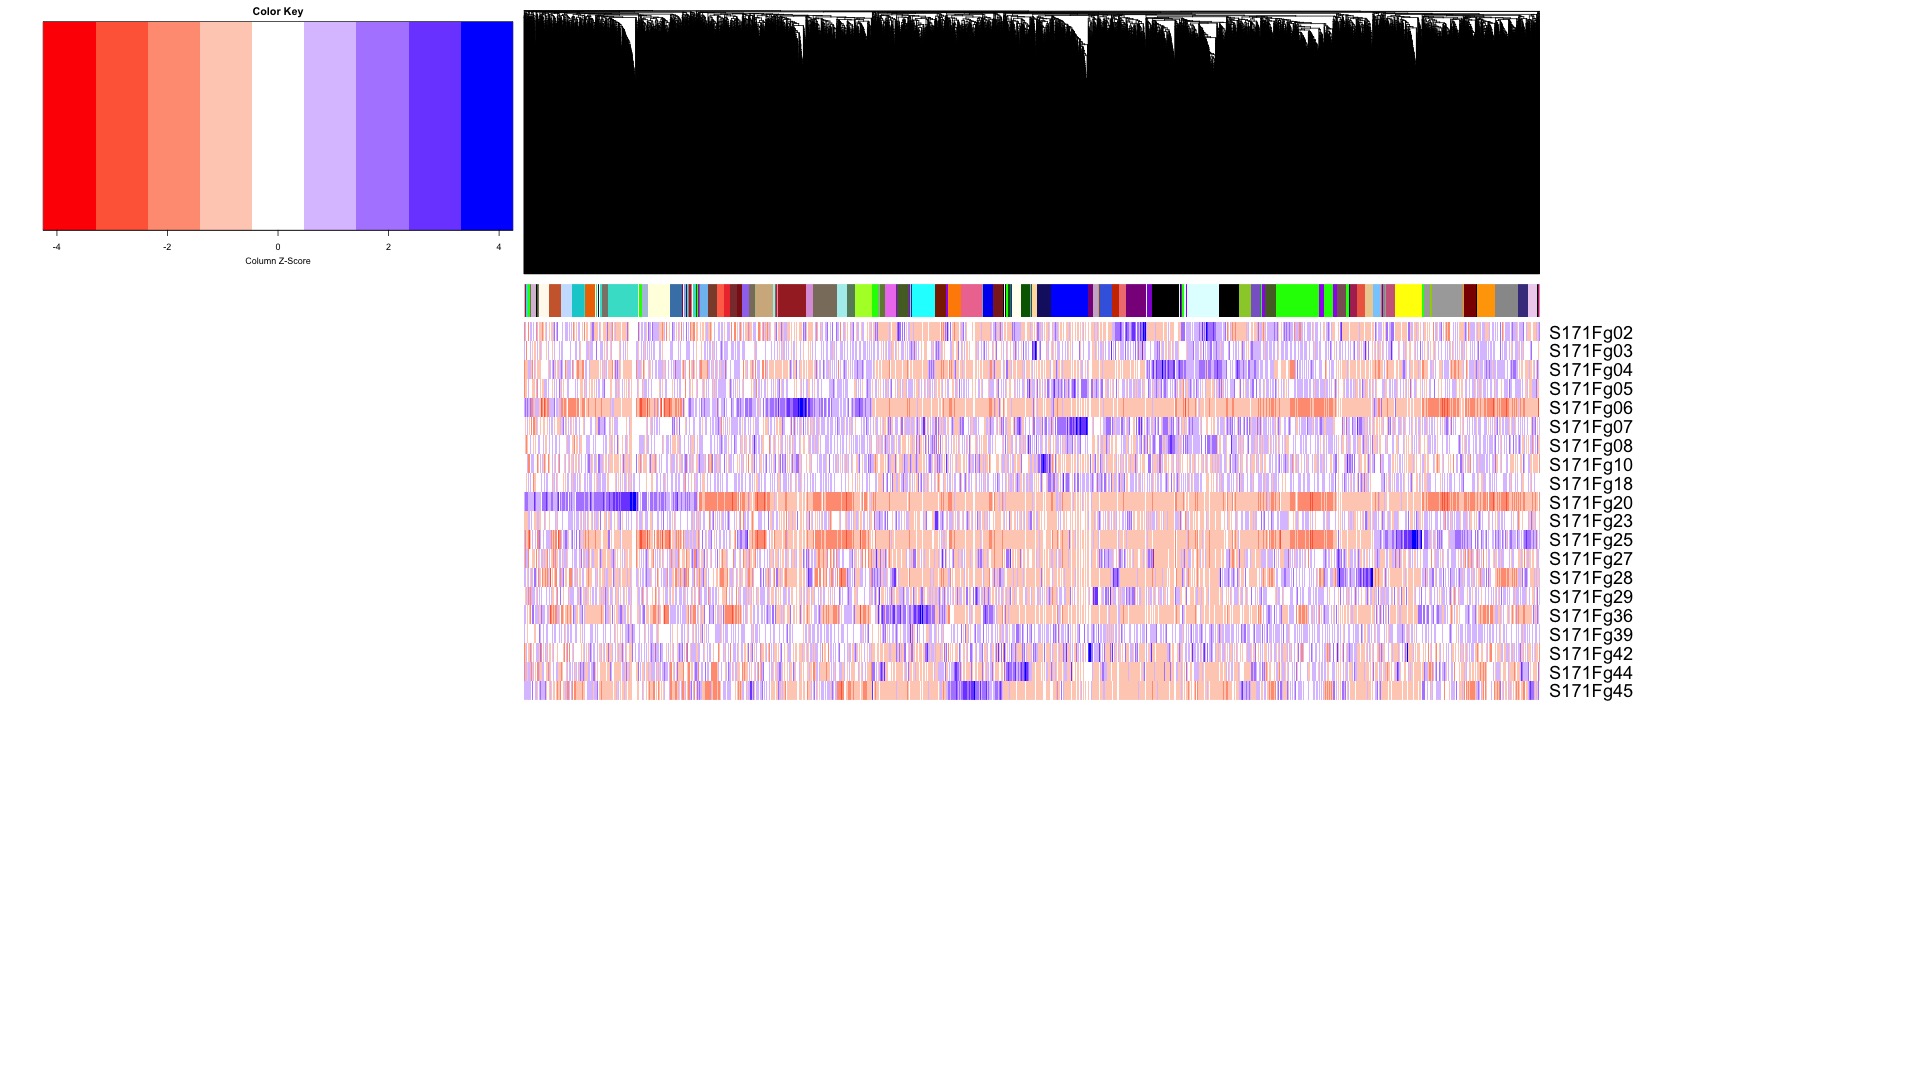 Color Key
-4 -2 0 2 4
Column Z-Score
S171Fg02
S171Fg03
S171Fg04
S171Fg05
S171Fg06
S171Fg07
S171Fg08
S171Fg10
S171Fg18
S171Fg20
S171Fg23
S171Fg25
S171Fg27
S171Fg28
S171Fg29
S171Fg36
S171Fg39
S171Fg42
S171Fg44
S171Fg45